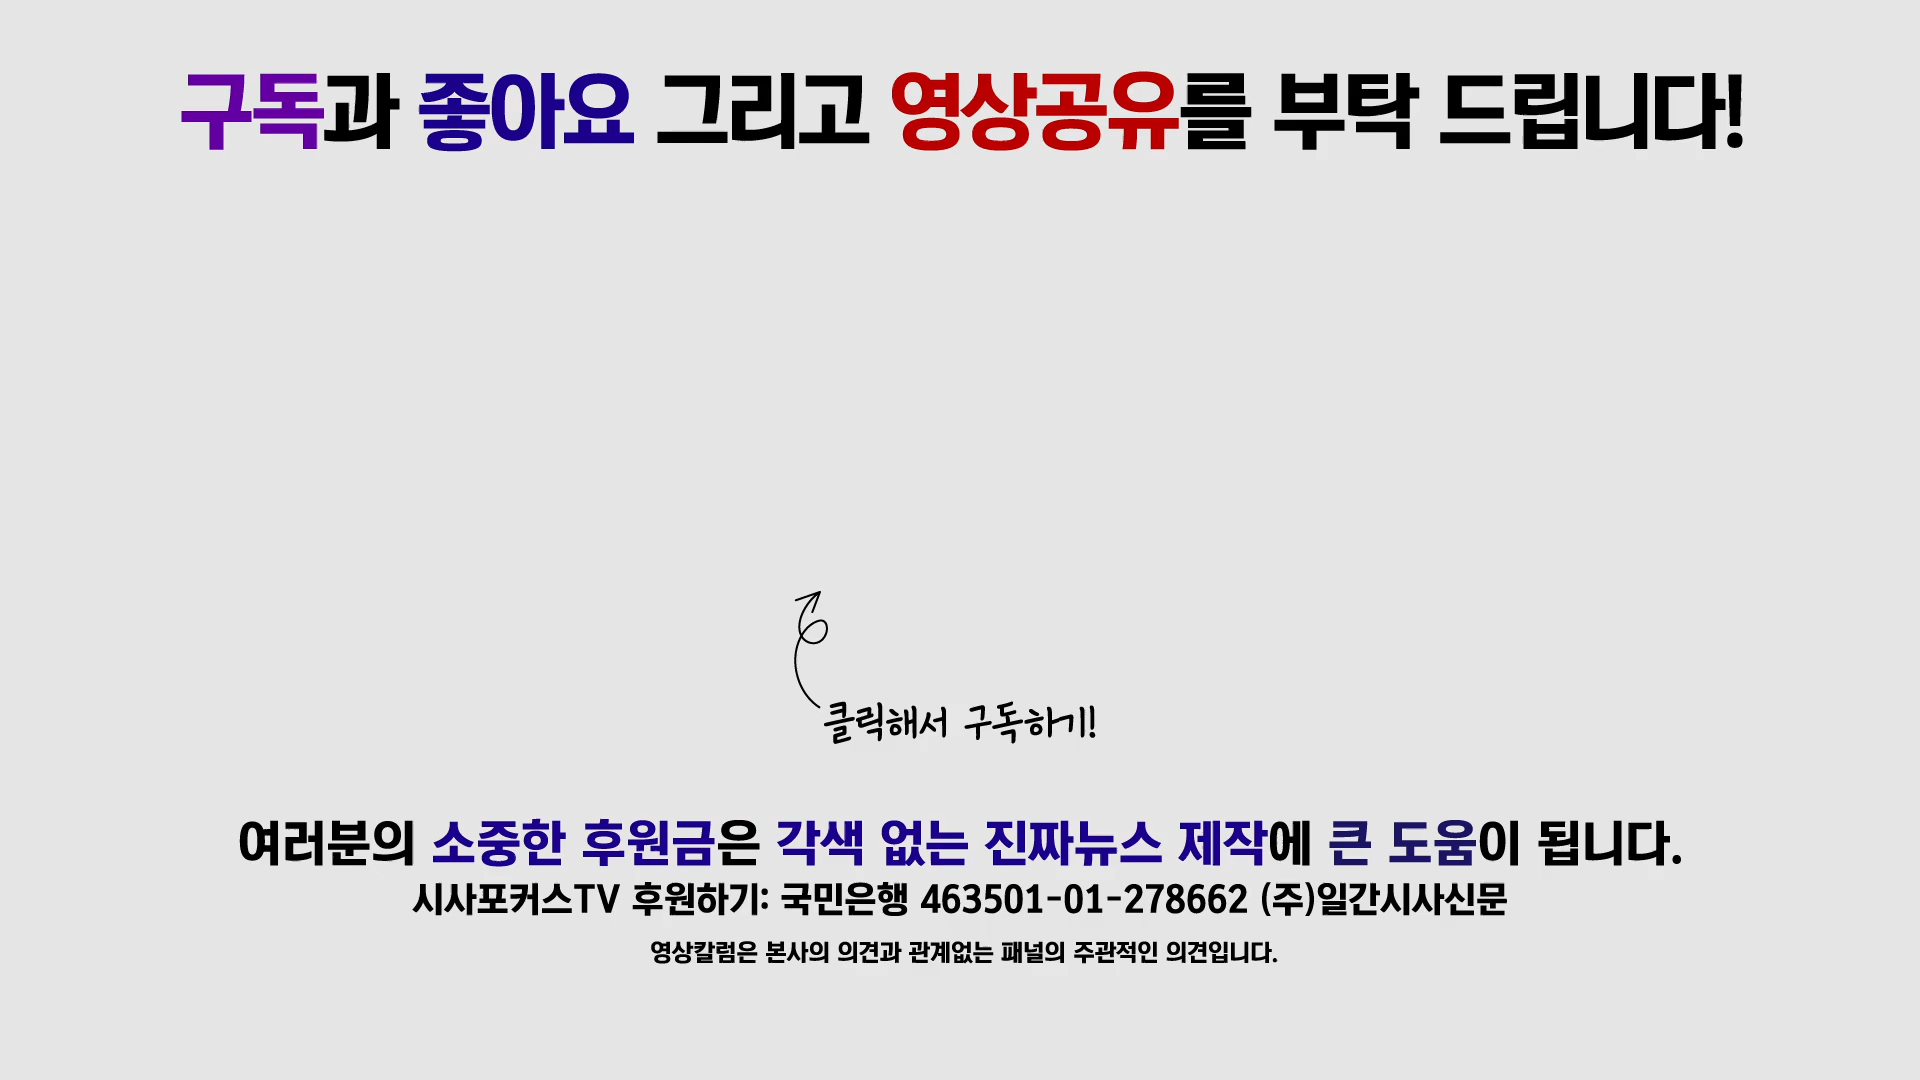 구독과 좋아요 그리고 영상공유를 부탁 드립니다!
클릭해서 구독하기!
여러분의 소중한 후원금은 각색 없는 진짜뉴스 제작에 큰 도움이 됩니다.
시사포커스TV 후원하기: 국민은행 463501-01-278662 (주)일간시사신문
영상칼럼은 본사의 의견과 관계없는 패널의 주관적인 의견입니다.